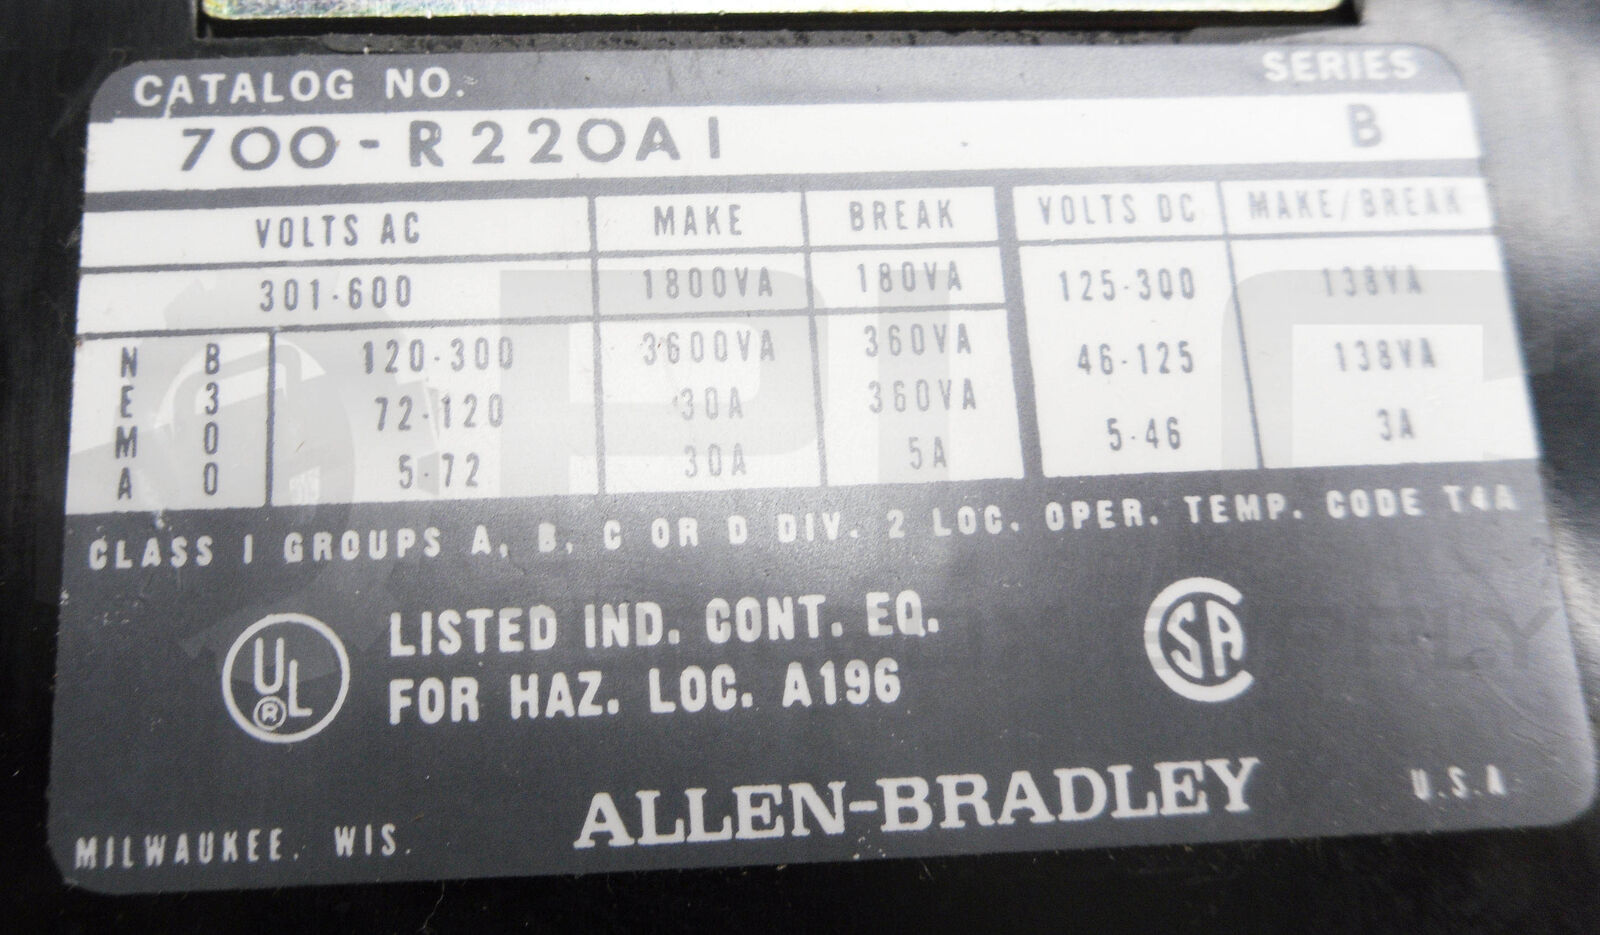 CATALOG NO. SERIES
700-R220A1 B
VOLTS AC MAKE BREAK VOLTS DC MAKE/BREAK
301-600 1800VA 180VA 125-300 138VA
NEMA B300 120-300 3600VA 360VA 46-125 138VA
72-120 30A 360VA 5-46 3A
5-72 30A 5A
CLASS I GROUPS A, B, C OR D DIV. 2 LOC. OPER. TEMP. CODE T4A
UL ® LISTED IND. CONT. EQ. SA
FOR HAZ. LOC. A196
MILWAUKEE, WIS. ALLEN-BRADLEY U.S.A.